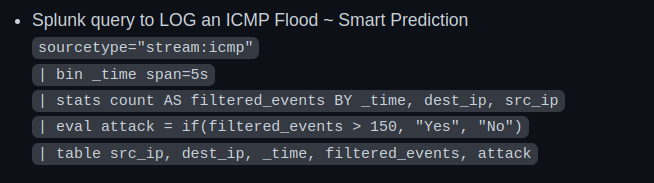 Splunk query to LOG an ICMP Flood ~ Smart Prediction
sourcetype="stream:icmp"
| bin _time span=5s
| stats count AS filtered_events BY _time, dest_ip, src_ip
| eval attack = if(filtered_events > 150, "Yes", "No")
| table src_ip, dest_ip, _time, filtered_events, attack